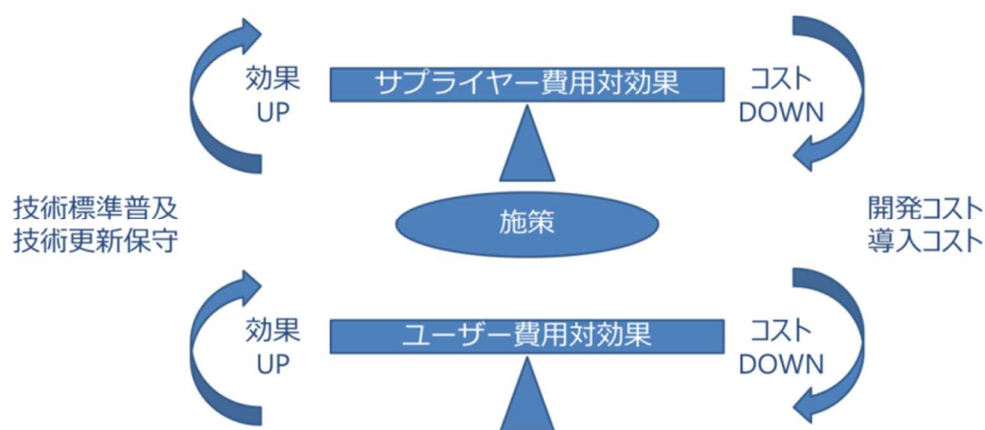 効果
UP
サプライヤー費用対効果
コスト
DOWN
技術標準普及
技術更新保守
施策
開発コスト
導入コスト
効果
UP
ユーザー費用対効果
コスト
DOWN